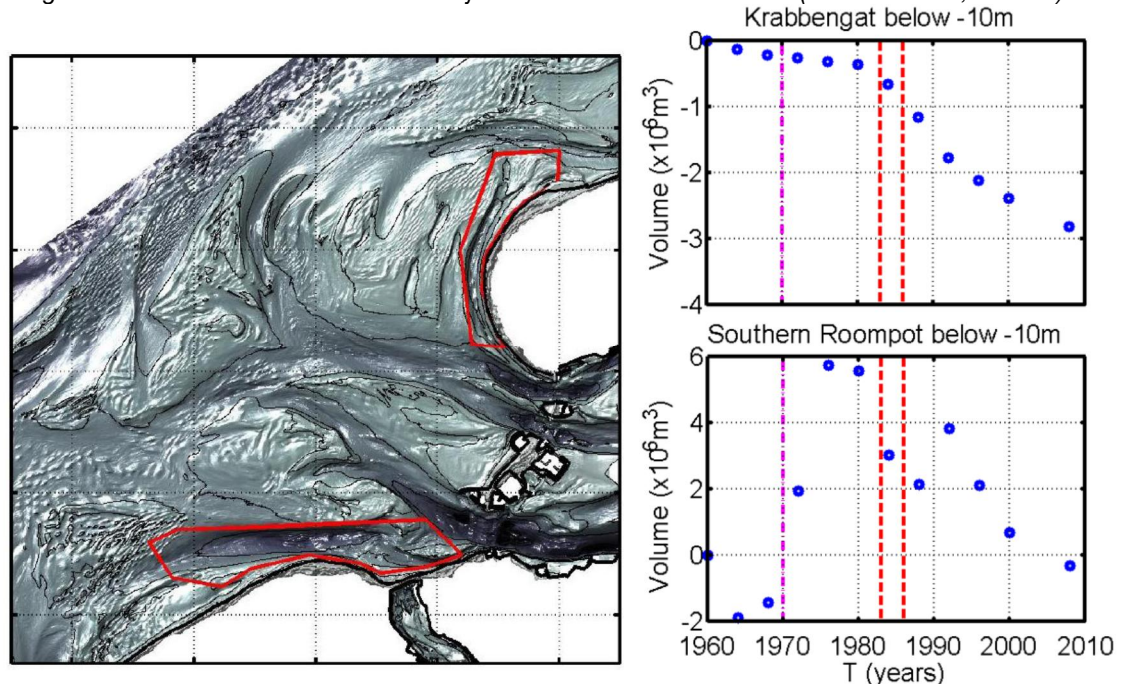 Krabbengat below -10m
0
-1
-2
-3
-4
Volume (x10⁶m³)
Southern Roompot below -10m
6
4
2
0
-2
Volume (x10⁶m³)
1960 1970 1980 1990 2000 2010
T (years)